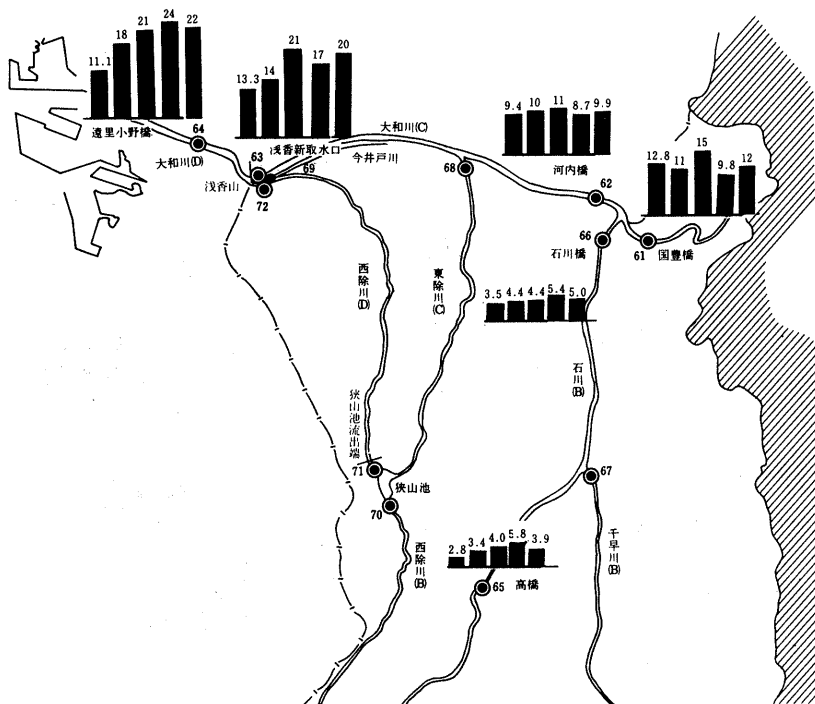 11.1 18 21 24 22
遠里小野橋
13.3 14 21 17 20
浅香新取水口
9.4 10 11 8.7 9.9
河内橋
12.8 11 15 9.8 12
国豊橋
3.5 4.4 4.4 5.4 5.0
石川橋
2.8 3.4 4.0 5.8 3.9
高橋
64
大和川(D)
63
浅香山
72
69
今井戸川
大和川(C)
68
62
66
61
西除川(D)
東除川(C)
石川(B)
狭山池流出端
71
狭山池
70
西除川(B)
67
千早川(B)
65